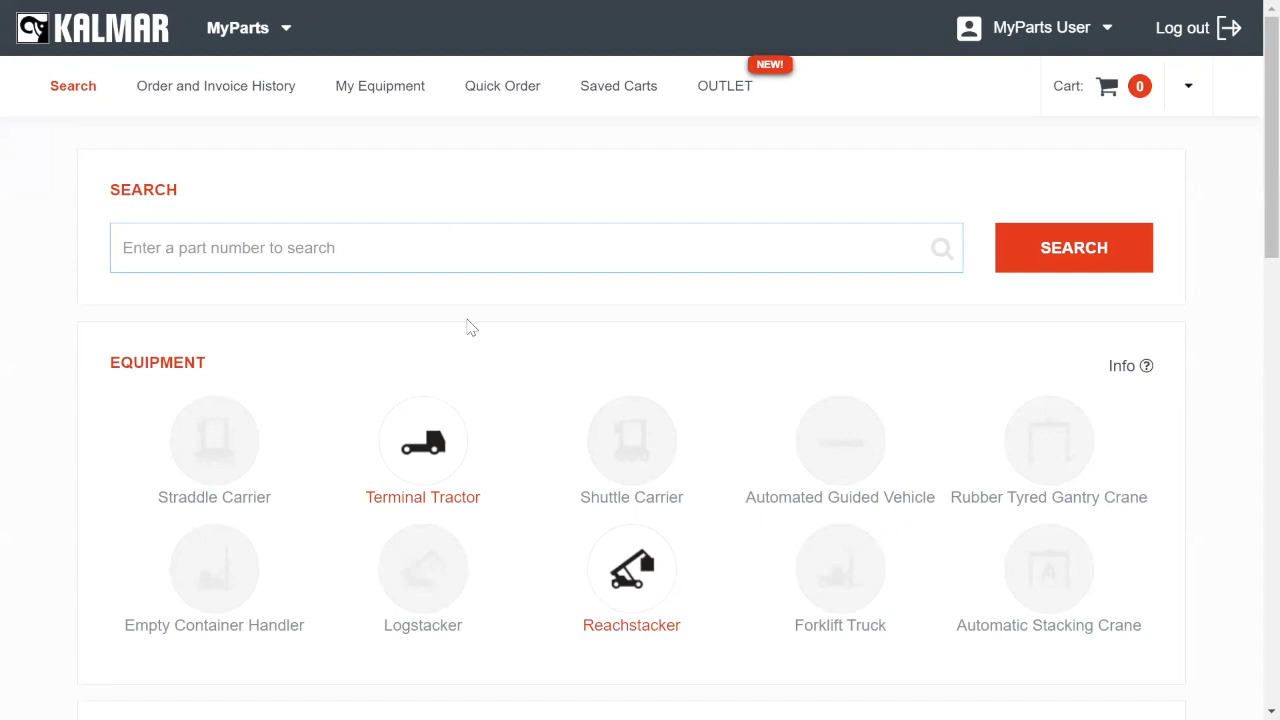 KALMAR MyParts MyParts User Log out
NEW!
Search Order and Invoice History My Equipment Quick Order Saved Carts OUTLET Cart: 0
SEARCH
Enter a part number to search SEARCH
EQUIPMENT Info ?
Straddle Carrier Terminal Tractor Shuttle Carrier Automated Guided Vehicle Rubber Tyred Gantry Crane
A
Empty Container Handler Logstacker Reachstacker Forklift Truck Automatic Stacking Crane